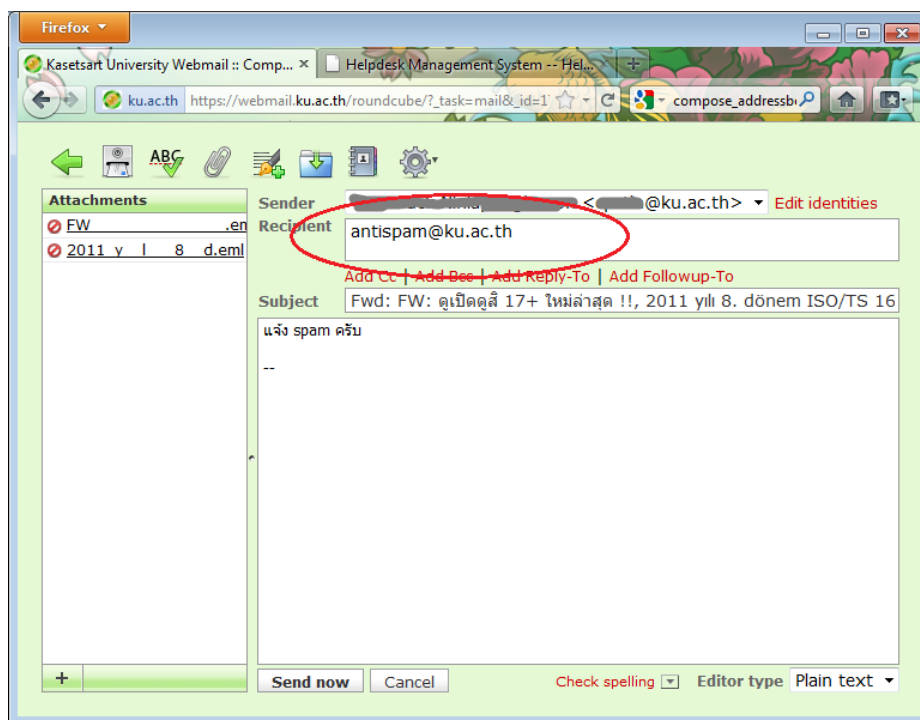 Firefox
Kasetsart University Webmail :: Comp... ×
Helpdesk Management System -- Hel... ×
+
ku.ac.th https://webmail.ku.ac.th/roundcube/?_task=mail&_id=1
compose_addressb
ABC
Attachments
FW .en
2011 y l 8 d.eml
Sender < @ku.ac.th> Edit identities
Recipient antispam@ku.ac.th
Add Cc | Add Bcc | Add Reply-To | Add Followup-To
Subject Fwd: FW: ดูเปิดดูสิ้ 17+ ใหม่ล่าสุด !!, 2011 yılı 8. dönem ISO/TS 16
แจ้ง spam ครับ
--
+
Send now Cancel Check spelling Editor type Plain text